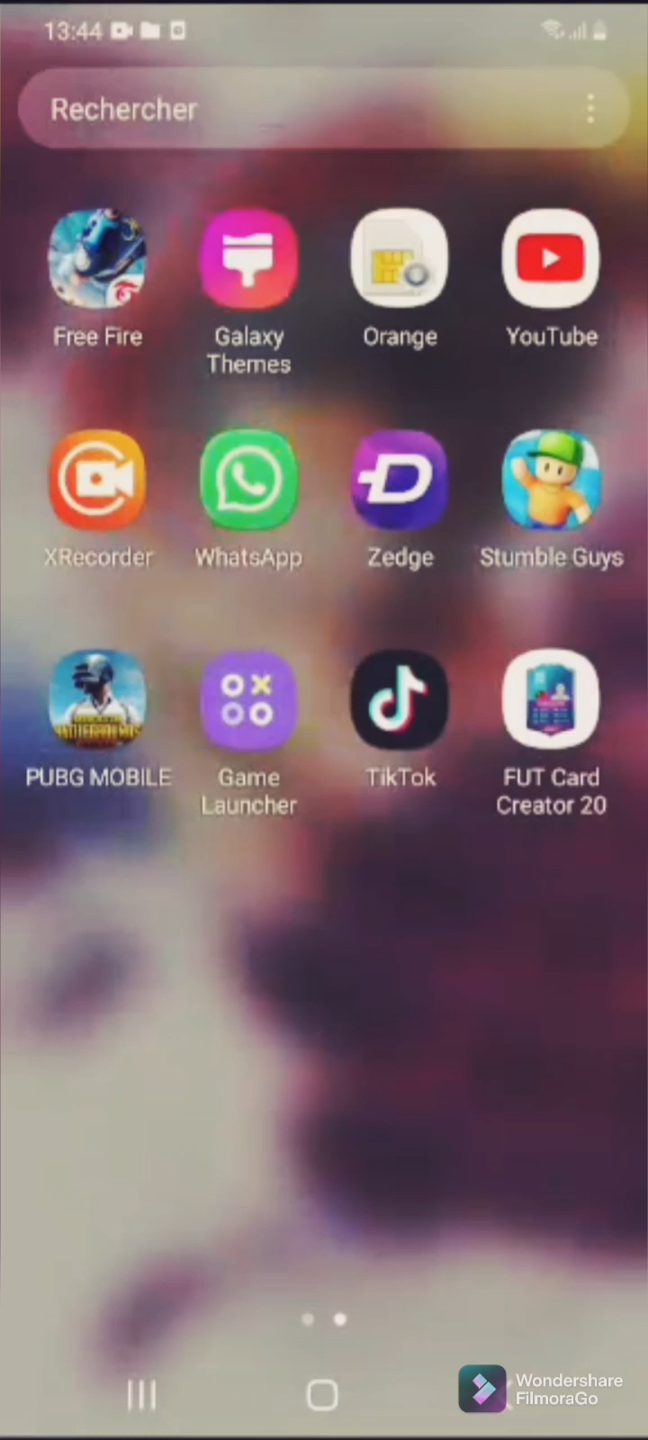 13:44
Rechercher
Free Fire
Galaxy
Themes
Orange
YouTube
XRecorder
WhatsApp
Zedge
Stumble Guys
PUBG MOBILE
Game
Launcher
TikTok
FUT Card
Creator 20
Wondershare
FilmoraGo